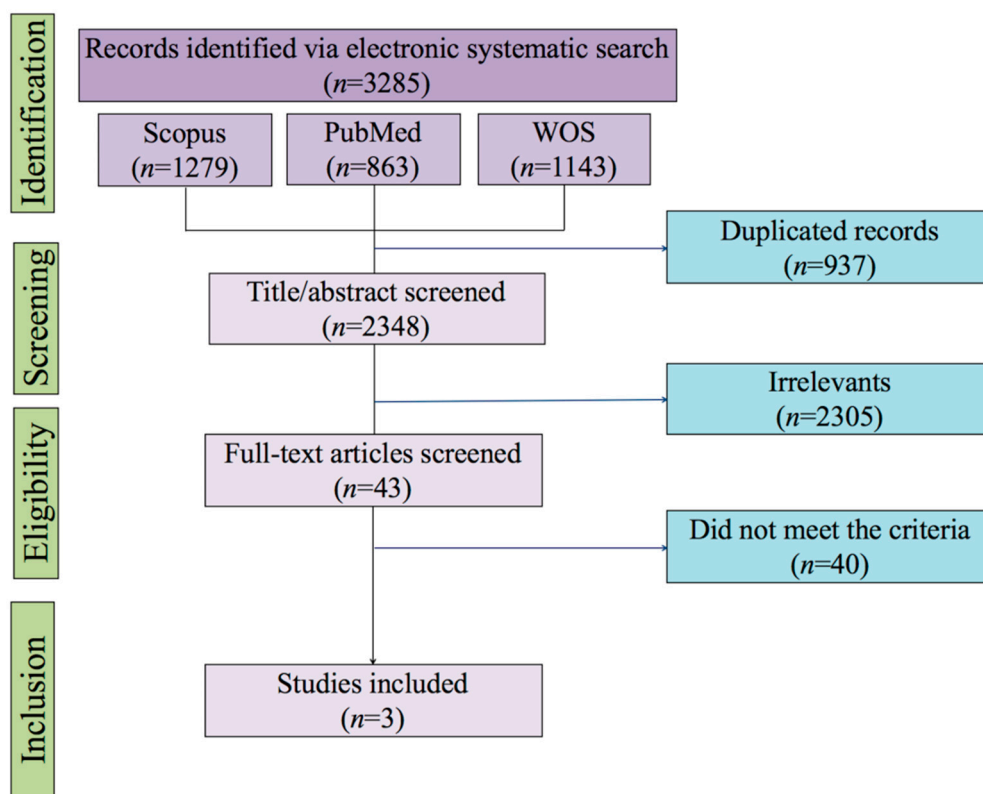 Identification
Records identified via electronic systematic search
(n=3285)
Scopus
(n=1279)
PubMed
(n=863)
WOS
(n=1143)
Duplicated records
(n=937)
Screening
Title/abstract screened
(n=2348)
Irrelevants
(n=2305)
Eligibility
Full-text articles screened
(n=43)
Did not meet the criteria
(n=40)
Inclusion
Studies included
(n=3)